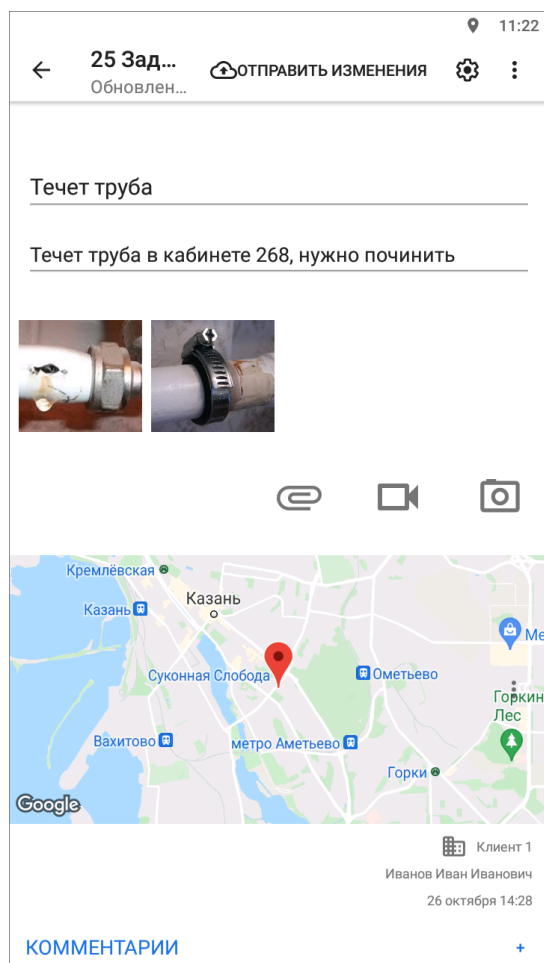 11:22
25 Зад...
Обновлен...
ОТПРАВИТЬ ИЗМЕНЕНИЯ
Течет труба
Течет труба в кабинете 268, нужно починить
Кремлёвская
Казань
Казань
Суконная Слобода
Ометьево
Ме
Горкин
Лес
Вахитово
метро Аметьево
Горки
Google
Клиент 1
Иванов Иван Иванович
26 октября 14:28
КОММЕНТАРИИ
+